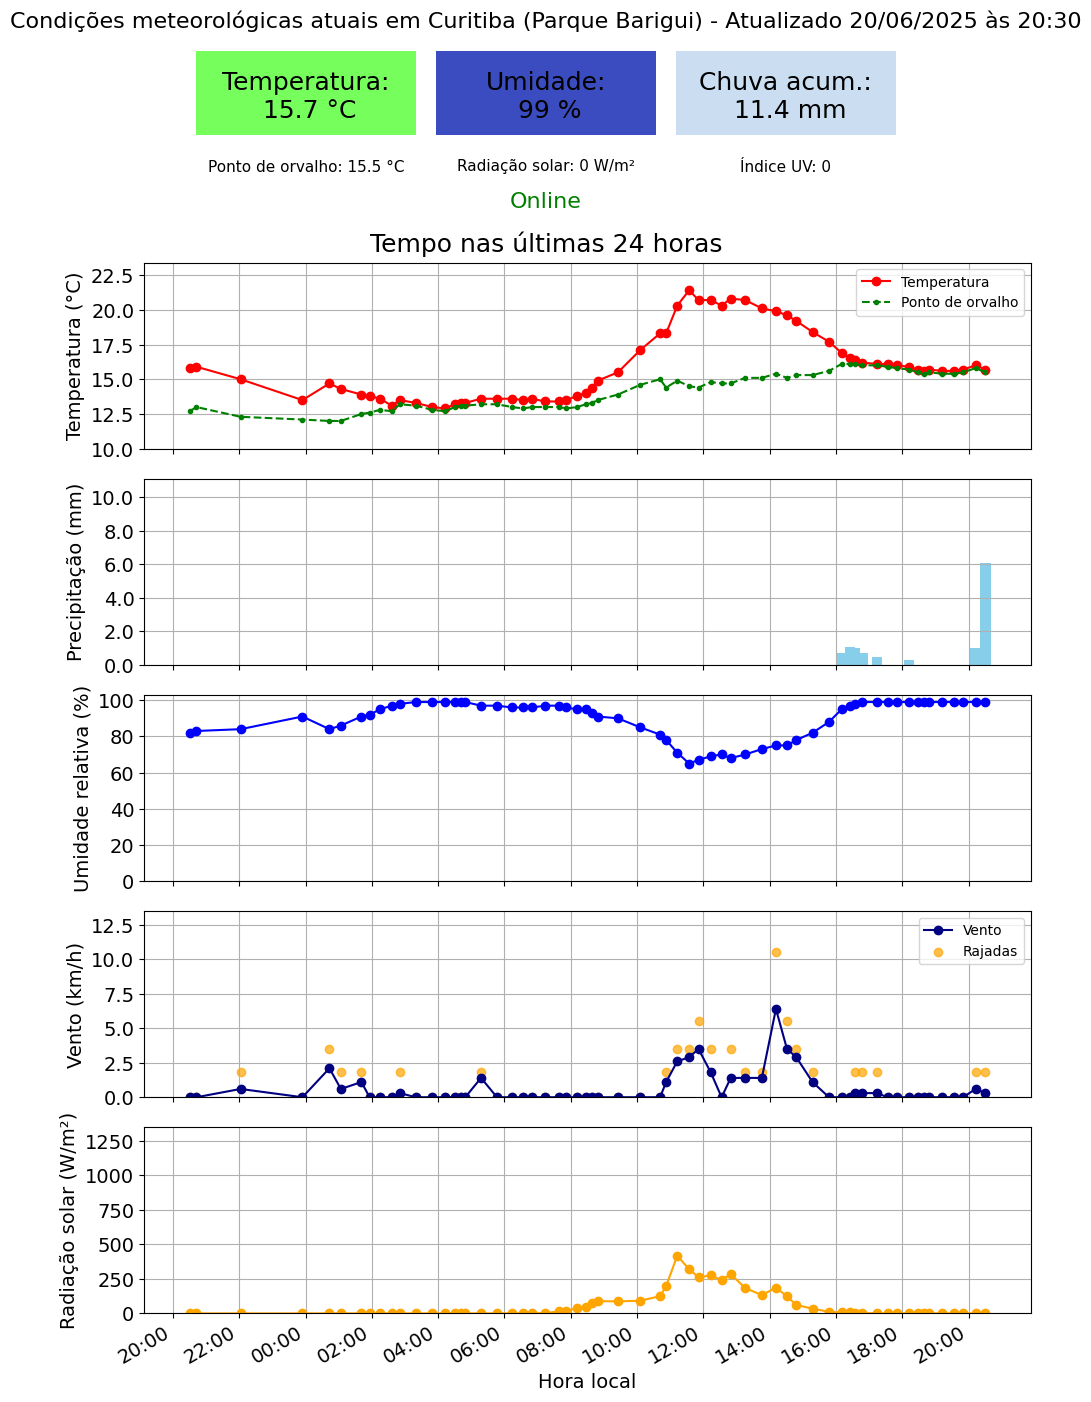 Condições meteorológicas atuais em Curitiba (Parque Barigui) - Atualizado 20/06/2025 às 20:30
Temperatura:
15.7 °C
Umidade:
99 %
Chuva acum.:
11.4 mm
Ponto de orvalho: 15.5 °C
Radiação solar: 0 W/m²
Índice UV: 0
Online
Tempo nas últimas 24 horas
Temperatura (°C)
22.5
20.0
17.5
15.0
12.5
10.0
Temperatura
Ponto de orvalho
Precipitação (mm)
10.0
8.0
6.0
4.0
2.0
0.0
Umidade relativa (%)
100
80
60
40
20
0
Vento (km/h)
12.5
10.0
7.5
5.0
2.5
0.0
Vento
Rajadas
Radiação solar (W/m²)
1250
1000
750
500
250
0
20:00
22:00
00:00
02:00
04:00
06:00
08:00
10:00
12:00
14:00
16:00
18:00
20:00
Hora local